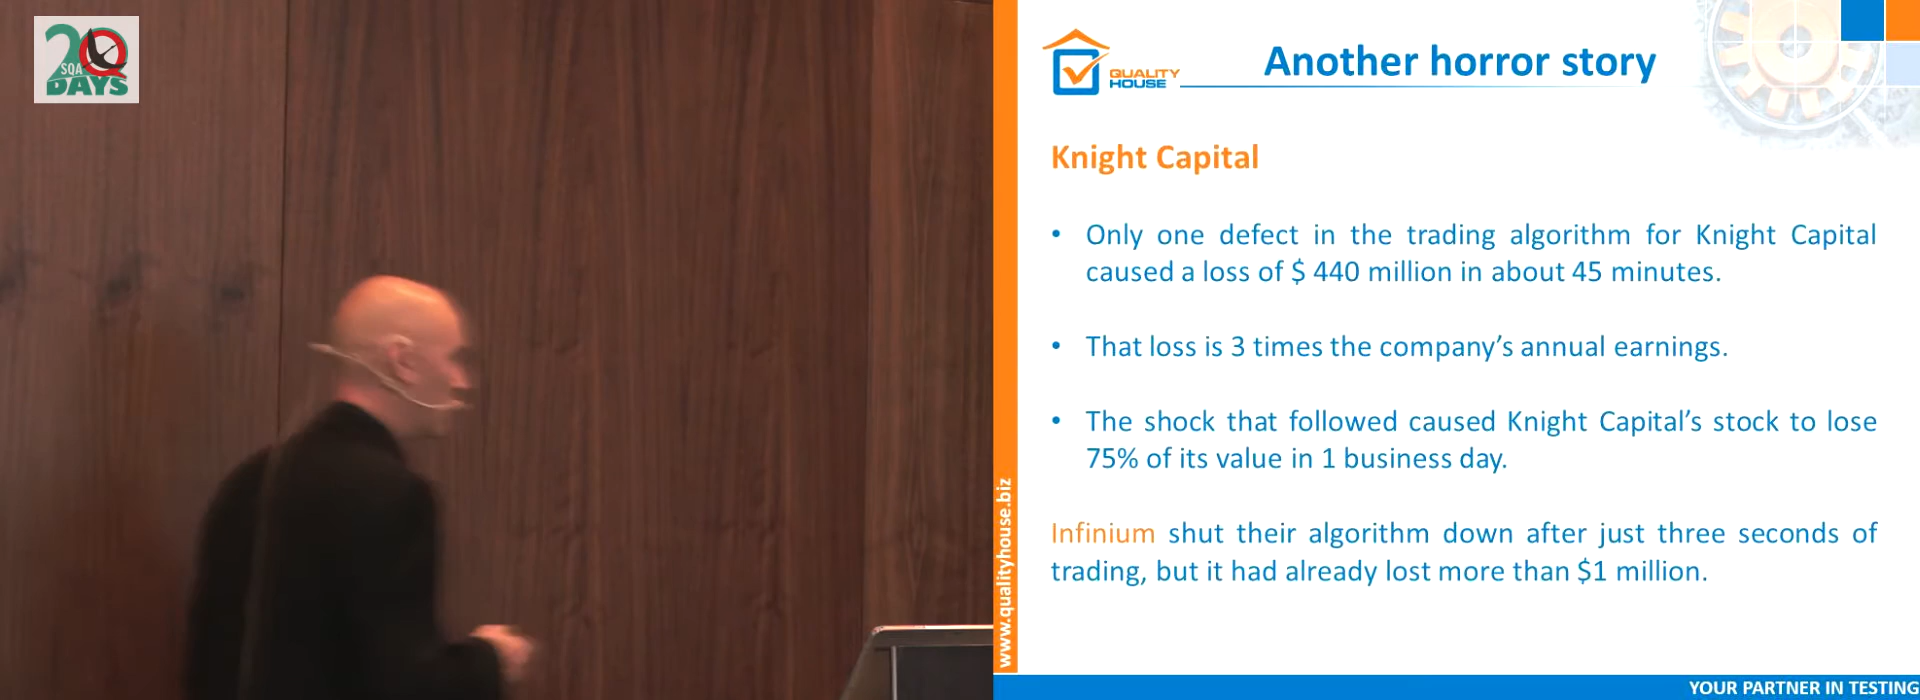 2
SQA
DAYS
QUALITY
HOUSE
Another horror story
Knight Capital
• Only one defect in the trading algorithm for Knight Capital
caused a loss of $ 440 million in about 45 minutes.
• That loss is 3 times the company’s annual earnings.
• The shock that followed caused Knight Capital’s stock to lose
75% of its value in 1 business day.
Infinium shut their algorithm down after just three seconds of
trading, but it had already lost more than $1 million.
www.qualityhouse.biz
YOUR PARTNER IN TESTING